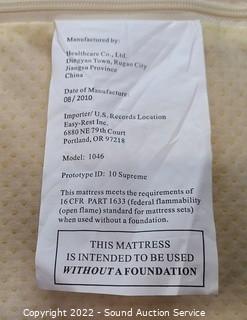 Manufactured by:
Healthcare Co., Ltd.
Dingyan Town, Rugao City
Jiangsu Province
China
Date of Manufacture:
08/2010
Importer/ U.S. Records Location
Easy-Rest Inc.
6880 NE 79th Court
Portland, OR 97218
Model: 1046
Prototype ID: 10 Supreme
This mattress meets the requirements of
16 CFR PART 1633 (federal flammability
(open flame) standard for mattress sets)
when used without a foundation.
THIS MATTRESS
IS INTENDED TO BE USED
WITHOUT A FOUNDATION
Copyright 2022 - Sound Auction Service